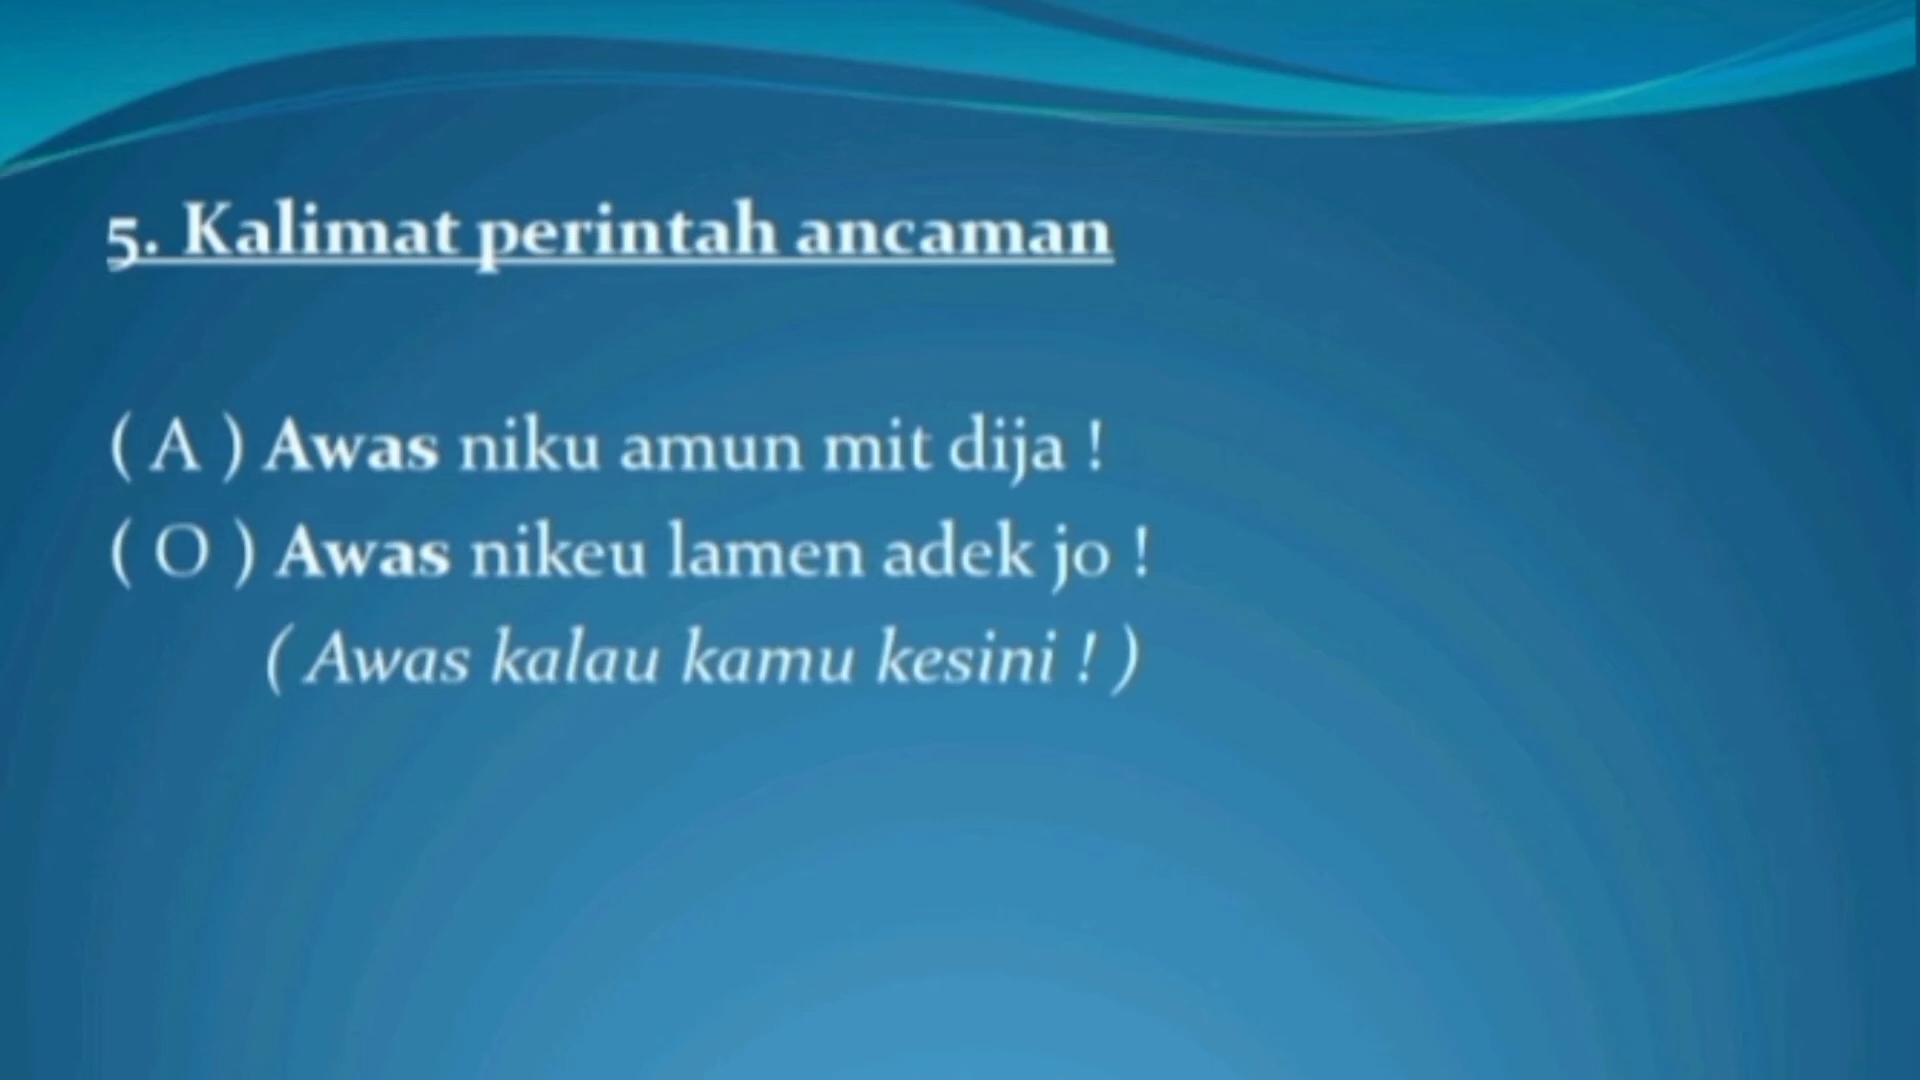 5. Kalimat perintah ancaman
( A ) Awas niku amun mit dija !
( O ) Awas nikeu lamen adek jo !
( Awas kalau kamu kesini ! )